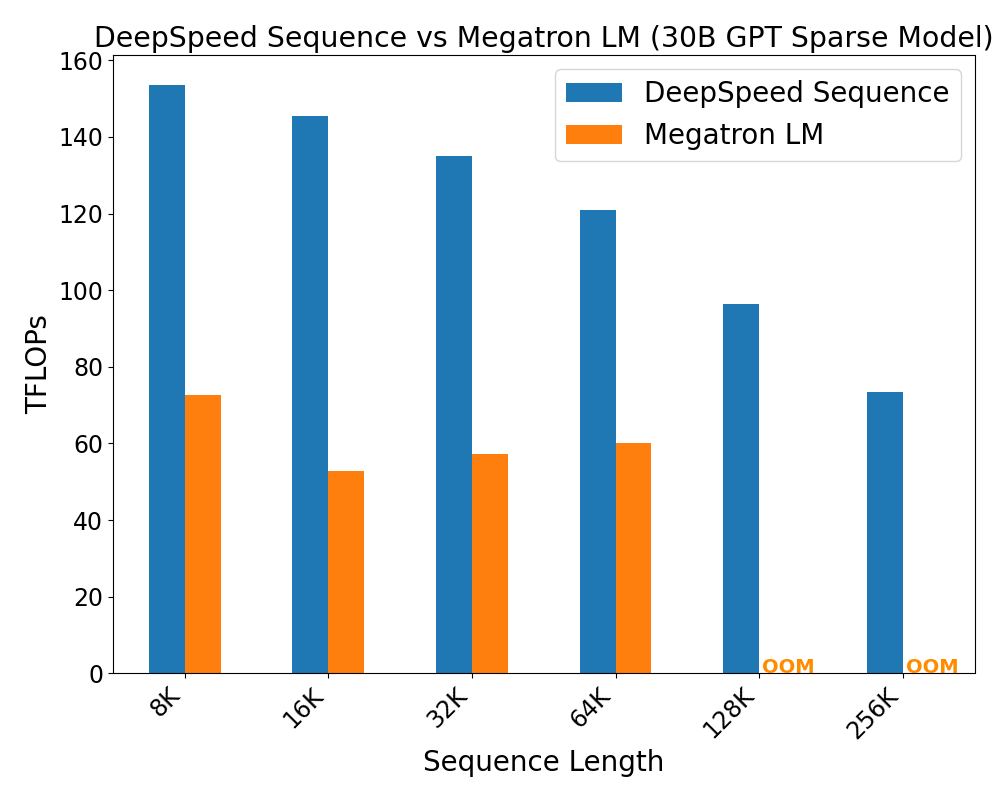 DeepSpeed Sequence vs Megatron LM (30B GPT Sparse Model)
DeepSpeed Sequence
Megatron LM
TFLOPs
160
140
120
100
80
60
40
20
0
OOM
OOM
8K
16K
32K
64K
128K
256K
Sequence Length